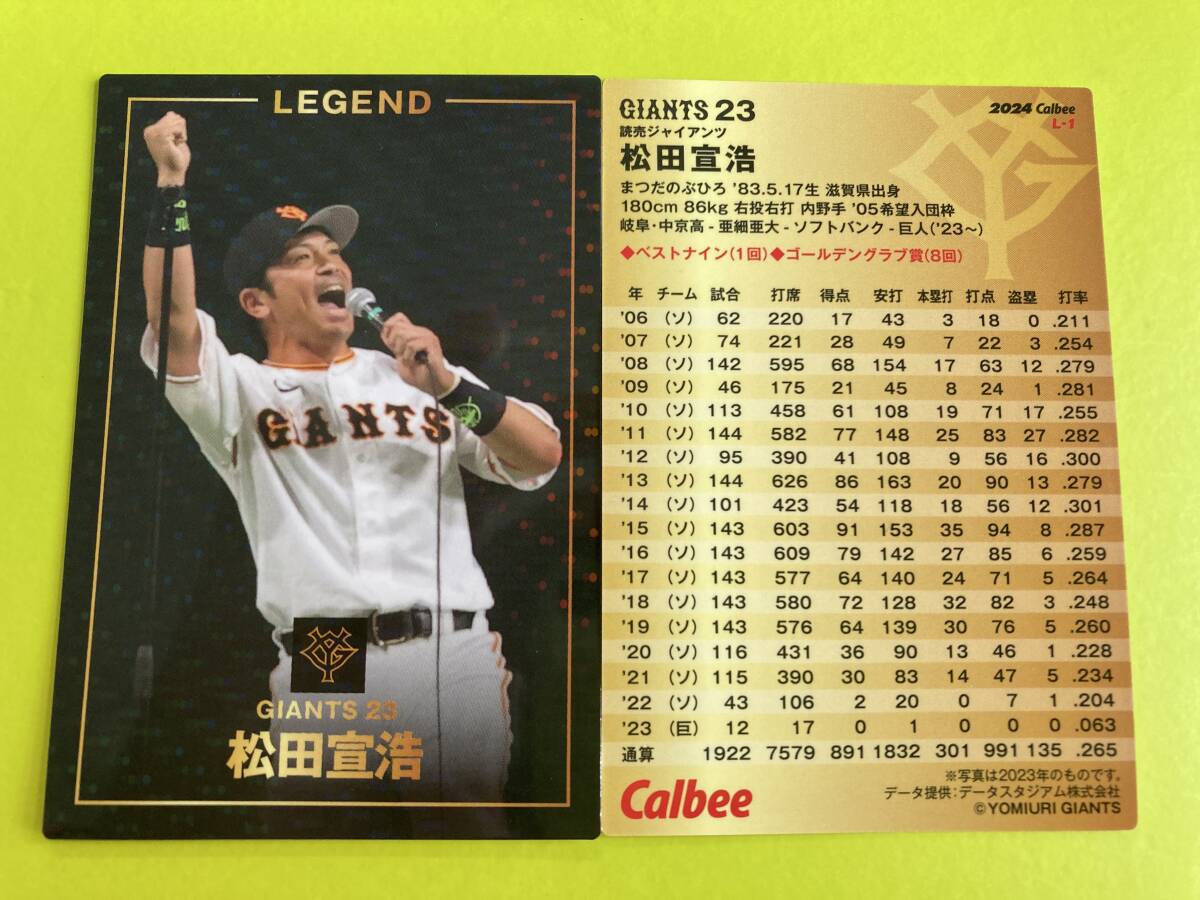 LEGEND
GIANTS
GIANTS 23
松田宣浩
GIANTS 23
2024 Calbee
L-1
読売ジャイアンツ
松田宣浩
まつだのぶひろ '83.5.17生 滋賀県出身
180cm 86kg 右投右打 内野手 '05希望入団枠
岐阜・中京高 - 亜細亜大 - ソフトバンク - 巨人('23〜)
◆ベストナイン(1回)◆ゴールデングラブ賞(8回)
年 チーム 試合 打席 得点 安打 本塁打 打点 盗塁 打率
'06 (ソ) 62 220 17 43 3 18 0 .211
'07 (ソ) 74 221 28 49 7 22 3 .254
'08 (ソ) 142 595 68 154 17 63 12 .279
'09 (ソ) 46 175 21 45 8 24 1 .281
'10 (ソ) 113 458 61 108 19 71 17 .255
'11 (ソ) 144 582 77 148 25 83 27 .282
'12 (ソ) 95 390 41 108 9 56 16 .300
'13 (ソ) 144 626 86 163 20 90 13 .279
'14 (ソ) 101 423 54 118 18 56 12 .301
'15 (ソ) 143 603 91 153 35 94 8 .287
'16 (ソ) 143 609 79 142 27 85 6 .259
'17 (ソ) 143 577 64 140 24 71 5 .264
'18 (ソ) 143 580 72 128 32 82 3 .248
'19 (ソ) 143 576 64 139 30 76 5 .260
'20 (ソ) 116 431 36 90 13 46 1 .228
'21 (ソ) 115 390 30 83 14 47 5 .234
'22 (ソ) 43 106 2 20 0 7 1 .204
'23 (巨) 12 17 0 1 0 0 0 .063
通算 1922 7579 891 1832 301 991 135 .265
※写真は2023年のものです。
Calbee
データ提供:データスタジアム株式会社
©YOMIURI GIANTS